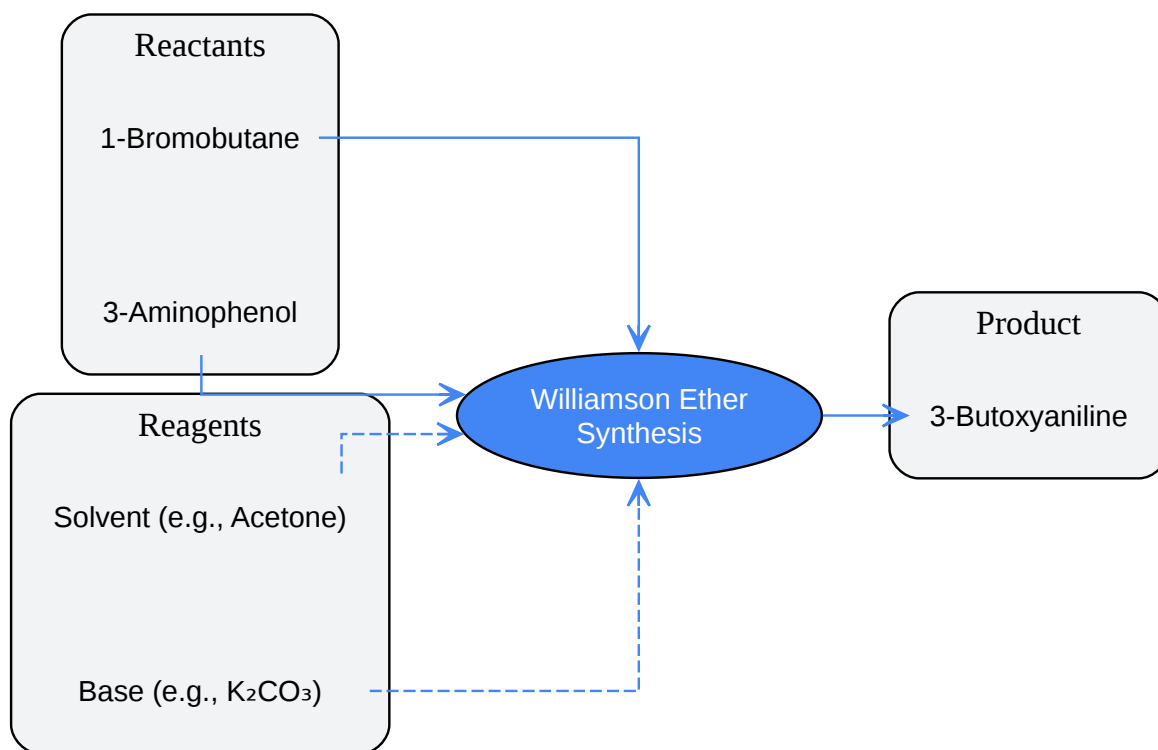 Reactants
1-Bromobutane
3-Aminophenol
Reagents
Solvent (e.g., Acetone)
Base (e.g., K₂CO₃)
Williamson Ether
Synthesis
Product
3-Butoxyaniline